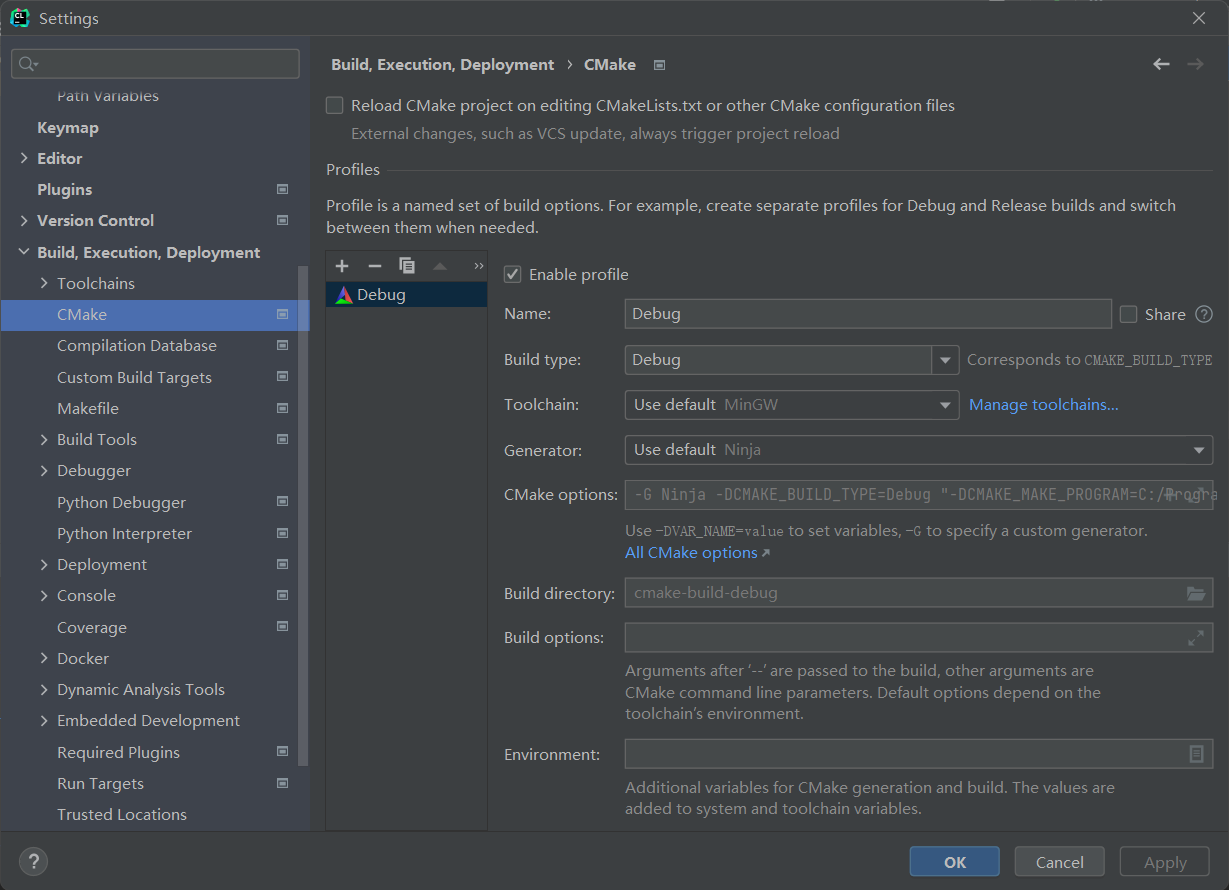 Settings
Path Variables
Keymap
Editor
Plugins
Version Control
Build, Execution, Deployment
Toolchains
CMake
Compilation Database
Custom Build Targets
Makefile
Build Tools
Debugger
Python Debugger
Python Interpreter
Deployment
Console
Coverage
Docker
Dynamic Analysis Tools
Embedded Development
Required Plugins
Run Targets
Trusted Locations
Build, Execution, Deployment › CMake
Reload CMake project on editing CMakeLists.txt or other CMake configuration files
External changes, such as VCS update, always trigger project reload
Profiles
Profile is a named set of build options. For example, create separate profiles for Debug and Release builds and switch
between them when needed.
Debug
Enable profile
Name: Debug Share
Build type: Debug Corresponds to CMAKE_BUILD_TYPE
Toolchain: Use default MinGW Manage toolchains...
Generator: Use default Ninja
CMake options: -G Ninja -DCMAKE_BUILD_TYPE=Debug "-DCMAKE_MAKE_PROGRAM=C:/Progra
Use -DVAR_NAME=value to set variables, -G to specify a custom generator.
All CMake options
Build directory: cmake-build-debug
Build options:
Arguments after ‘--’ are passed to the build, other arguments are
CMake command line parameters. Default options depend on the
toolchain’s environment.
Environment:
Additional variables for CMake generation and build. The values are
added to system and toolchain variables.
?
OK
Cancel
Apply